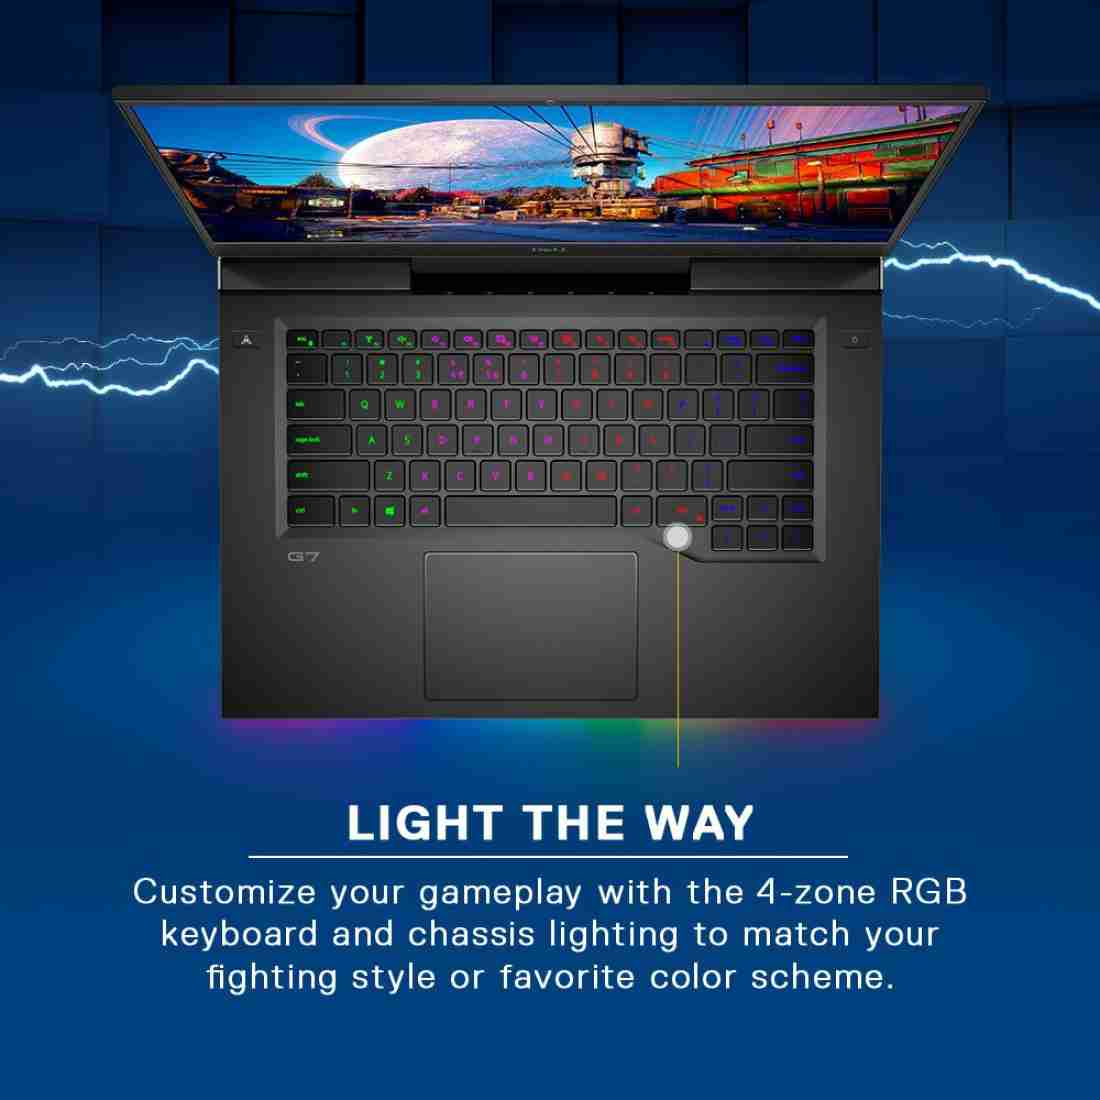 G7
LIGHT THE WAY
Customize your gameplay with the 4-zone RGB
keyboard and chassis lighting to match your
fighting style or favorite color scheme.